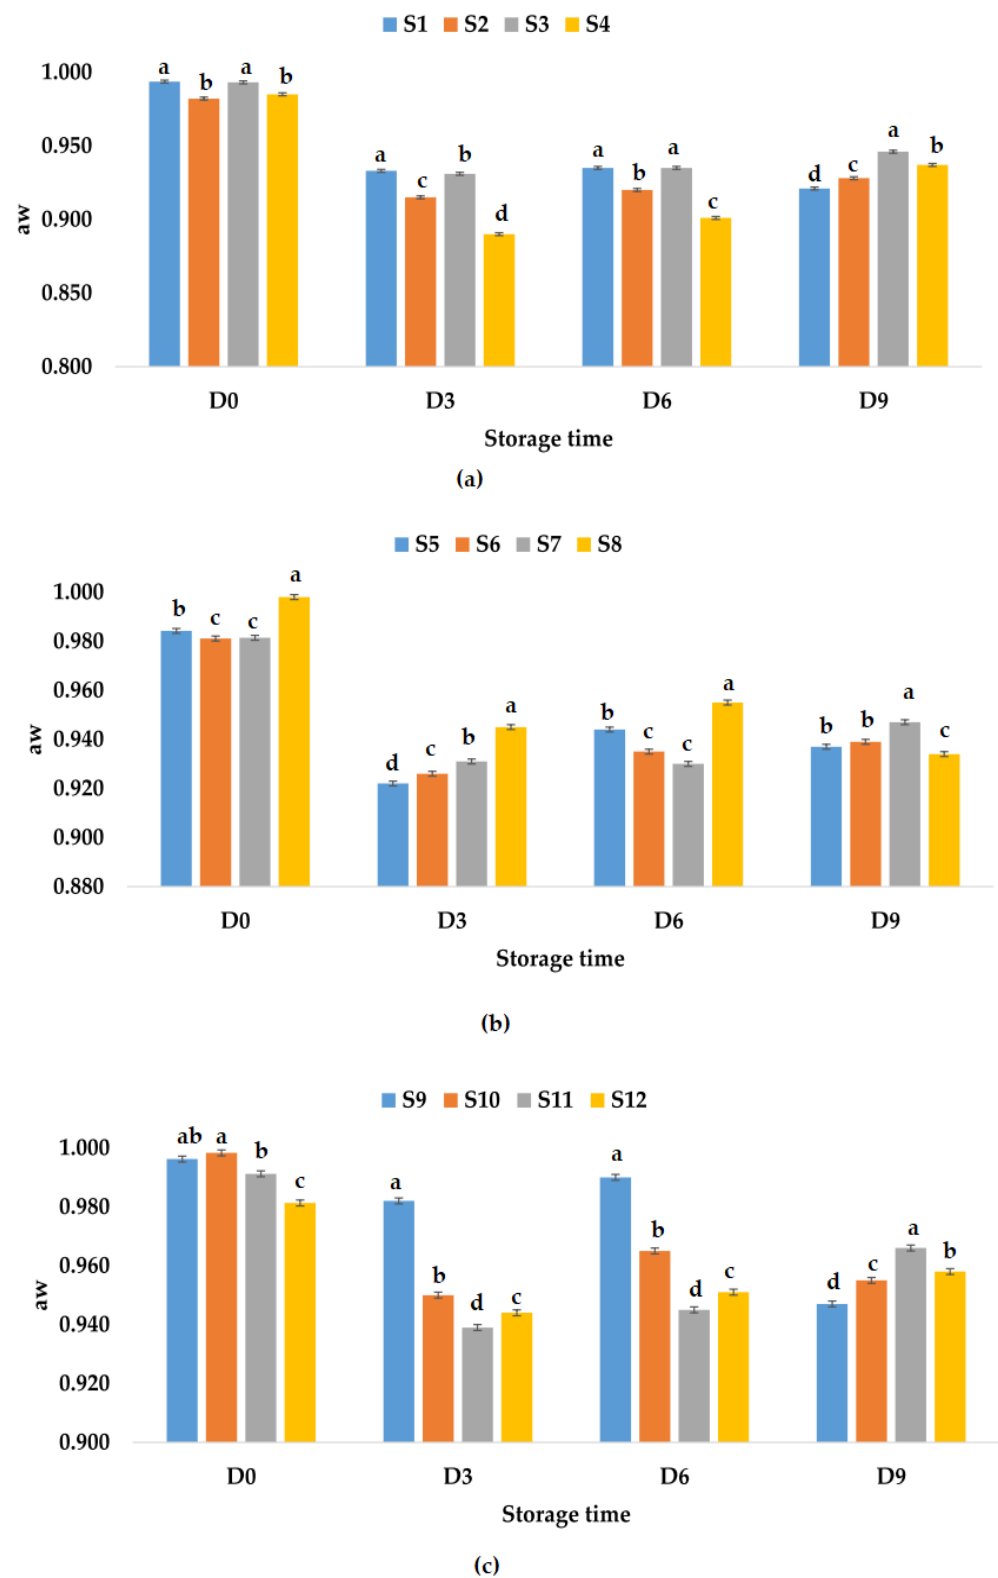 S1 S2 S3 S4
1.000
0.950
0.900
0.850
0.800
aw
a b a b
a c b d
a b a c
d c a b
D0 D3 D6 D9
Storage time
(a)
S5 S6 S7 S8
1.000
0.980
0.960
0.940
0.920
0.900
0.880
aw
b c c a
d c b a
b c c a
b b a c
D0 D3 D6 D9
Storage time
(b)
S9 S10 S11 S12
1.000
0.980
0.960
0.940
0.920
0.900
aw
ab a b c
a b d c
a b d c
d c a b
D0 D3 D6 D9
Storage time
(c)